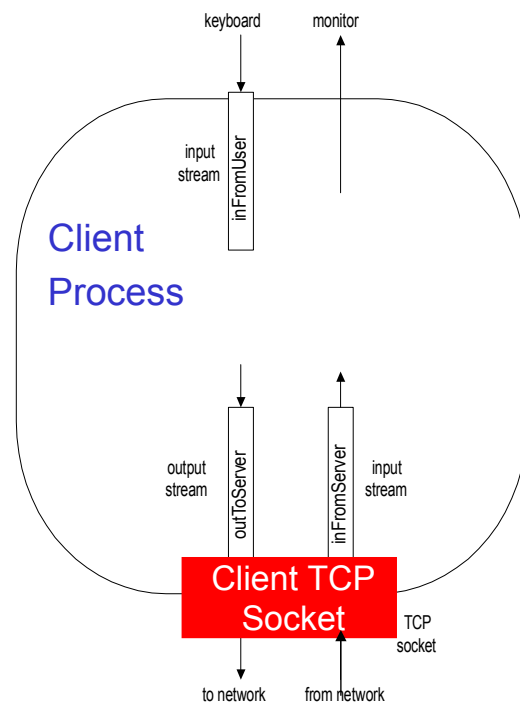 keyboard
monitor
input
stream
inFromUser
Client
Process
output
stream
outToServer
inFromServer
input
stream
Client TCP
Socket
TCP
socket
to network
from network